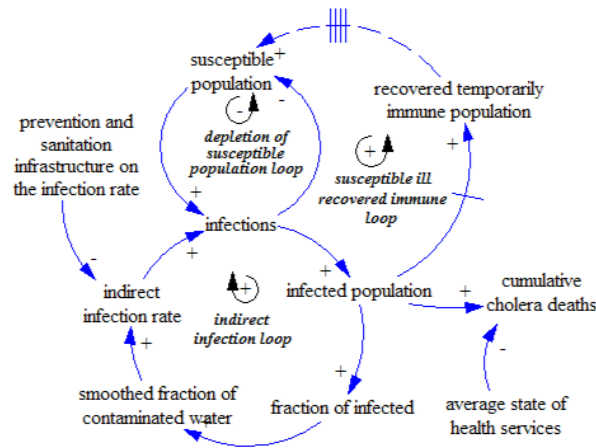 susceptible
population
+
-
-
depletion of
susceptible
population loop
recovered temporarily
immune population
+
+
susceptible ill
recovered immune
loop
prevention and
sanitation
infrastructure on
the infection rate
+
infections
-
+
indirect
infection rate
+
indirect
infection loop
+
infected population
+
cumulative
cholera deaths
-
+
+
smoothed fraction of
contaminated water
+
fraction of infected
average state of
health services